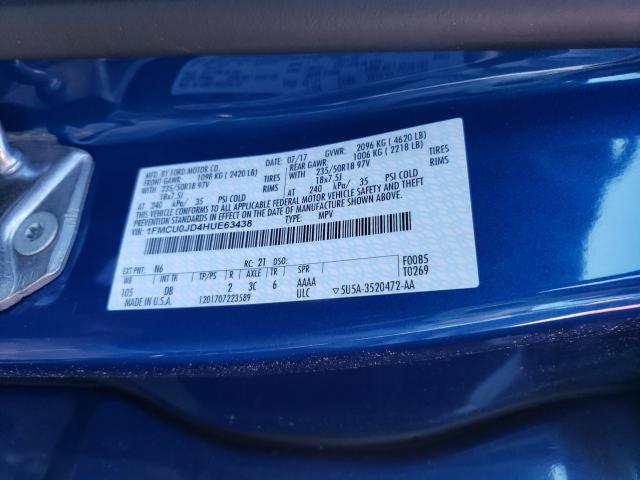 MFD. BY FORD MOTOR CO. 07/17 GVWR: 2096 KG ( 4620 LB)
FRONT GAWR: 1098 KG ( 2420 LB) REAR GAWR: 1006 KG ( 2218 LB)
WITH 235/50R18 97V TIRES WITH 235/50R18 97V TIRES
18x7.5J RIMS 18x7.5J RIMS
AT 240 kPa/ 35 PSI COLD AT 240 kPa/ 35 PSI COLD
THIS VEHICLE CONFORMS TO ALL APPLICABLE FEDERAL MOTOR VEHICLE SAFETY AND THEFT
PREVENTION STANDARDS IN EFFECT ON THE DATE OF MANUFACTURE SHOWN ABOVE.
VIN: 1FMCU0JD4HUE63438 TYPE: MPV
F0085
T0269
EXT PNT: N6 RC: 21 DSO:
WB INT TR TP/PS R AXLE TR SPR
105 DB 2 3C 6 AAAA
MADE IN U.S.A. 1201707223589 ULC ▽5U5A-3520472-AA